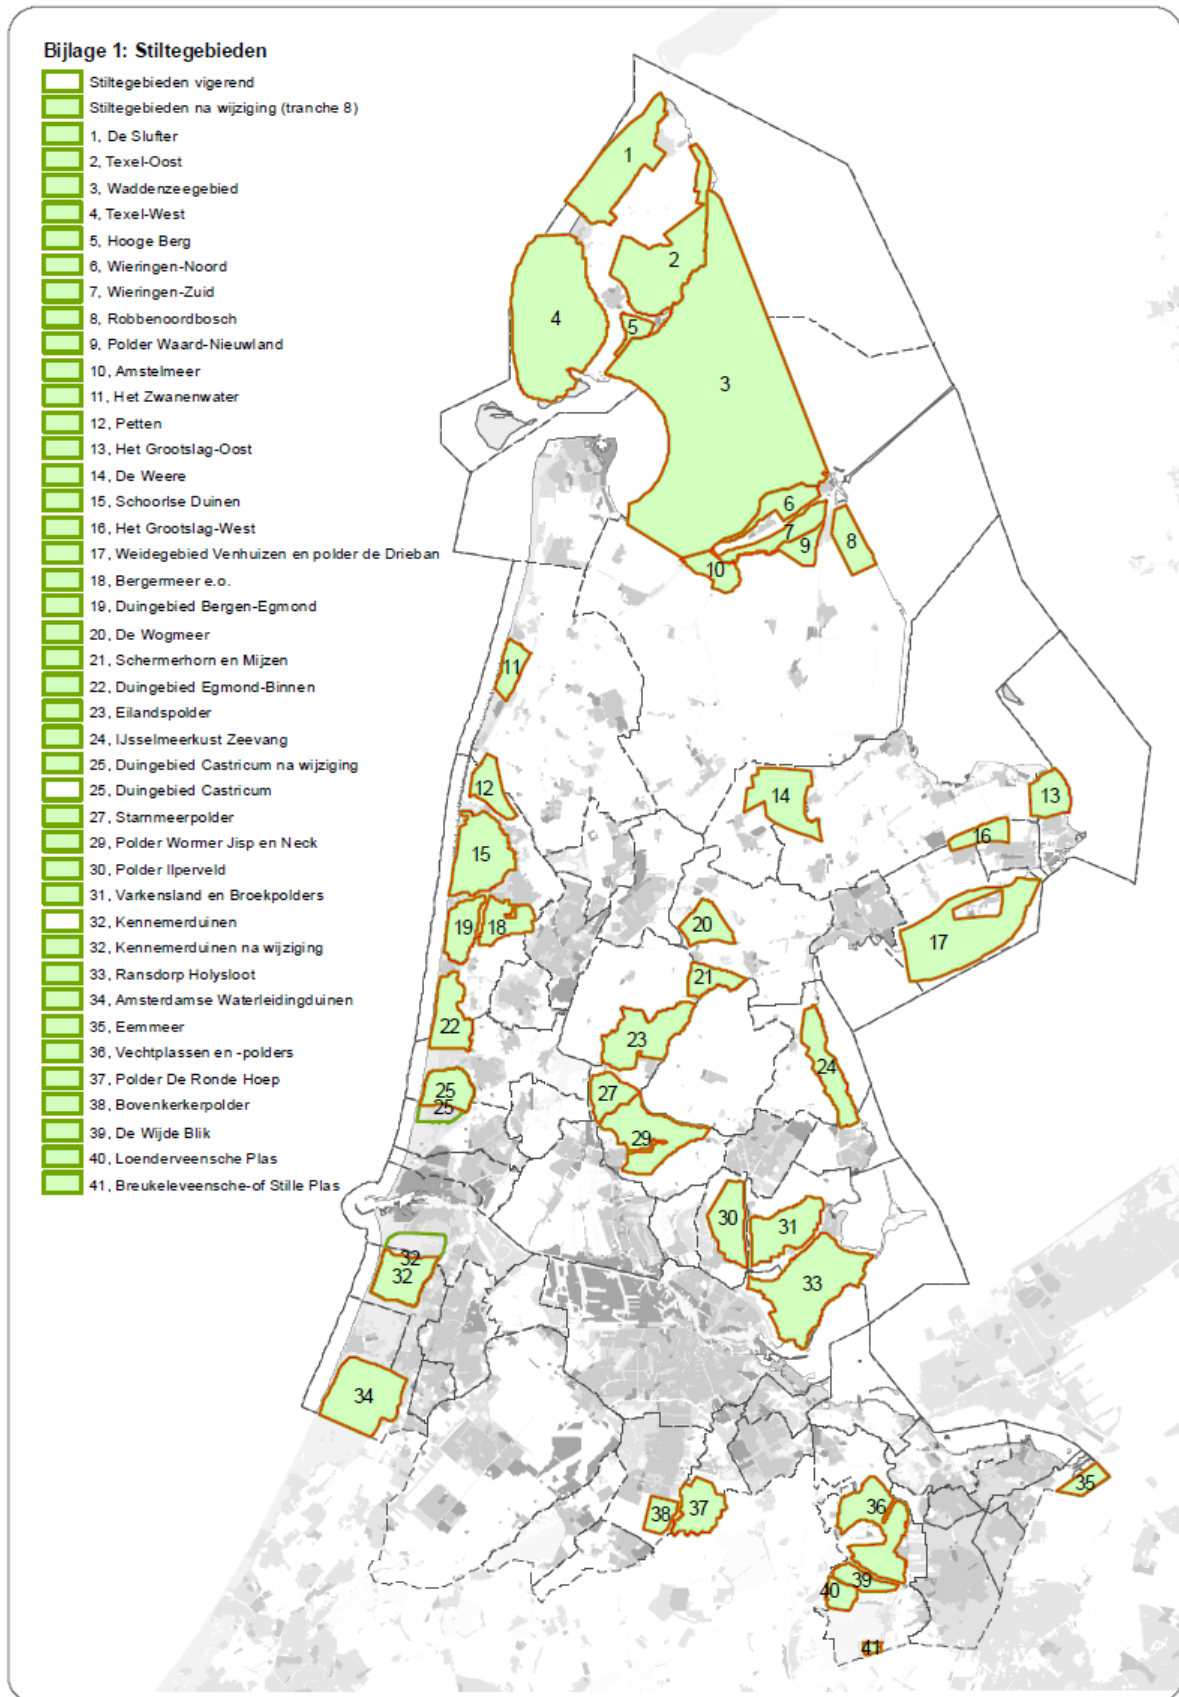 Bijlage 1: Stiltegebieden
Stiltegebieden vigerend
Stiltegebieden na wijziging (tranche 8)
1, De Slufter
2, Texel-Oost
3, Waddenzeegebied
4, Texel-West
5, Hooge Berg
6, Wieringen-Noord
7, Wieringen-Zuid
8, Robbenoordbosch
9, Polder Waard-Nieuwland
10, Amstelmeer
11, Het Zwanenwater
12, Petten
13, Het Grootslag-Oost
14, De Weere
15, Schoorlse Duinen
16, Het Grootslag-West
17, Weidegebied Venhuizen en polder de Drieban
18, Bergermeer e.o.
19, Duingebied Bergen-Egmond
20, De Wogmeer
21, Schermerhorn en Mijzen
22, Duingebied Egmond-Binnen
23, Eilandspolder
24, IJsselmeerkust Zeevang
25, Duingebied Castricum na wijziging
25, Duingebied Castricum
27, Starnmeerpolder
29, Polder Wormer Jisp en Neck
30, Polder Ilperveld
31, Varkensland en Broekpolders
32, Kennemerduinen
32, Kennemerduinen na wijziging
33, Ransdorp Holysloot
34, Amsterdamse Waterleidingduinen
35, Eemmeer
36, Vechtplassen en -polders
37, Polder De Ronde Hoep
38, Bovenkerkerpolder
39, De Wijde Blik
40, Loenderveensche Plas
41, Breukeleveensche-of Stille Plas
1
2
4
5
3
6
7
9
8
10
11
12
14
13
16
15
20
19
18
17
21
22
23
24
25
25
27
29
30
31
32
32
33
34
35
36
37
38
39
40
41